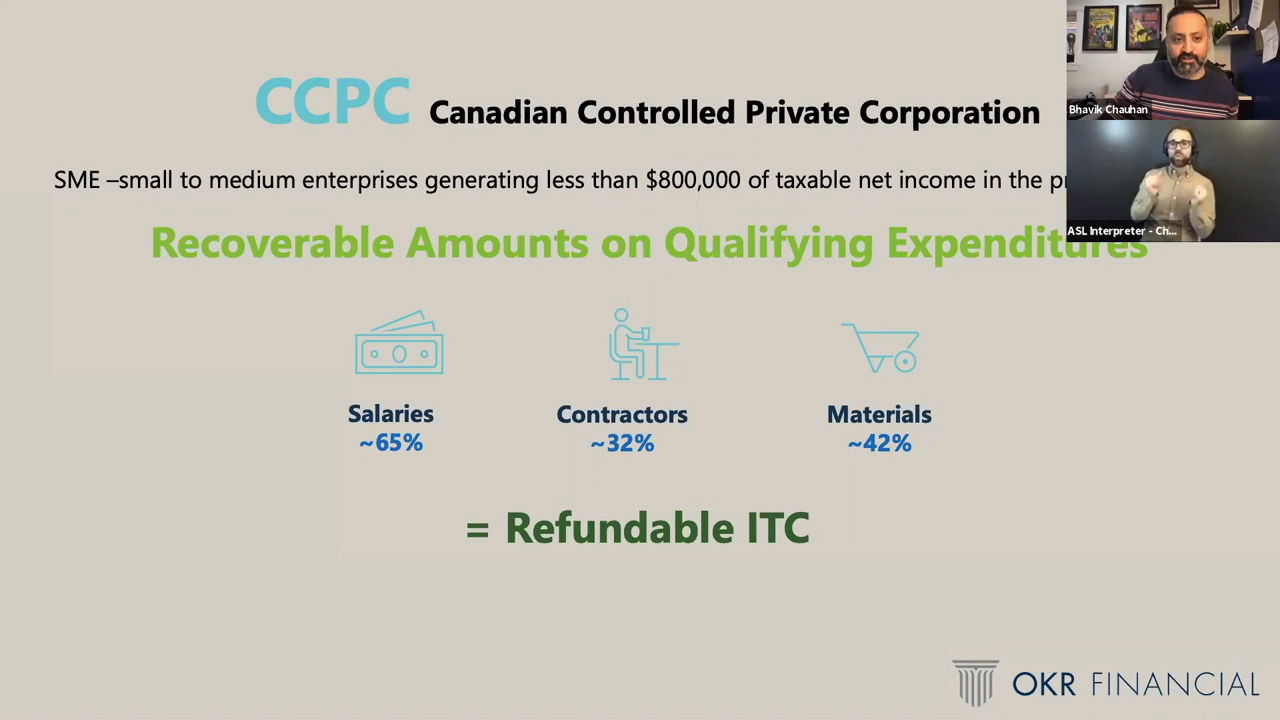 CCPC Canadian Controlled Private Corporation
SME –small to medium enterprises generating less than $800,000 of taxable net income in the
Recoverable Amounts on Qualifying Expenditures
Salaries
~65%
Contractors
~32%
Materials
~42%
= Refundable ITC
OKR FINANCIAL
Bhavik Chauhan
ASL Interpreter - Ch...